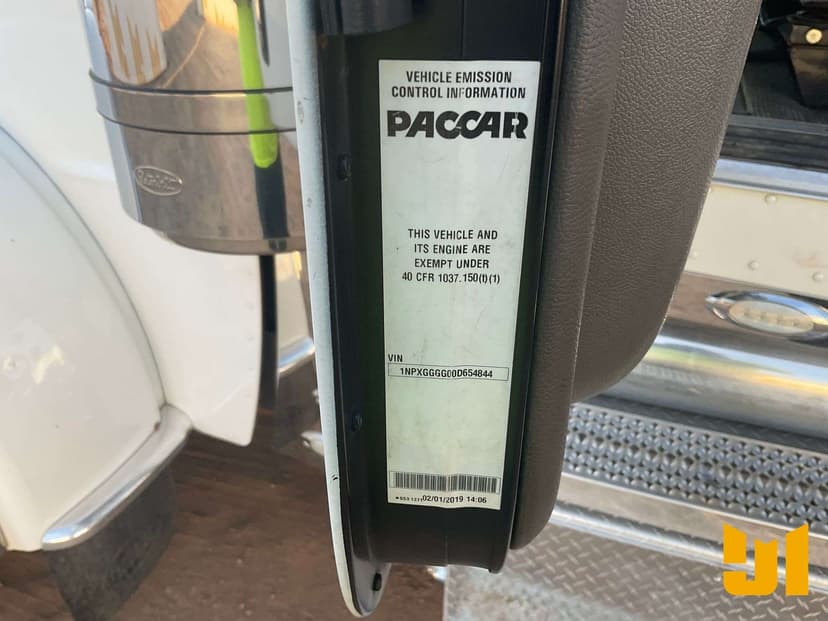 VEHICLE EMISSION
CONTROL INFORMATION
PACCAR
THIS VEHICLE AND
ITS ENGINE ARE
EXEMPT UNDER
40 CFR 1037.150(t)(1)
VIN
1NPXGGGG00D654844
02/01/2019 14:06